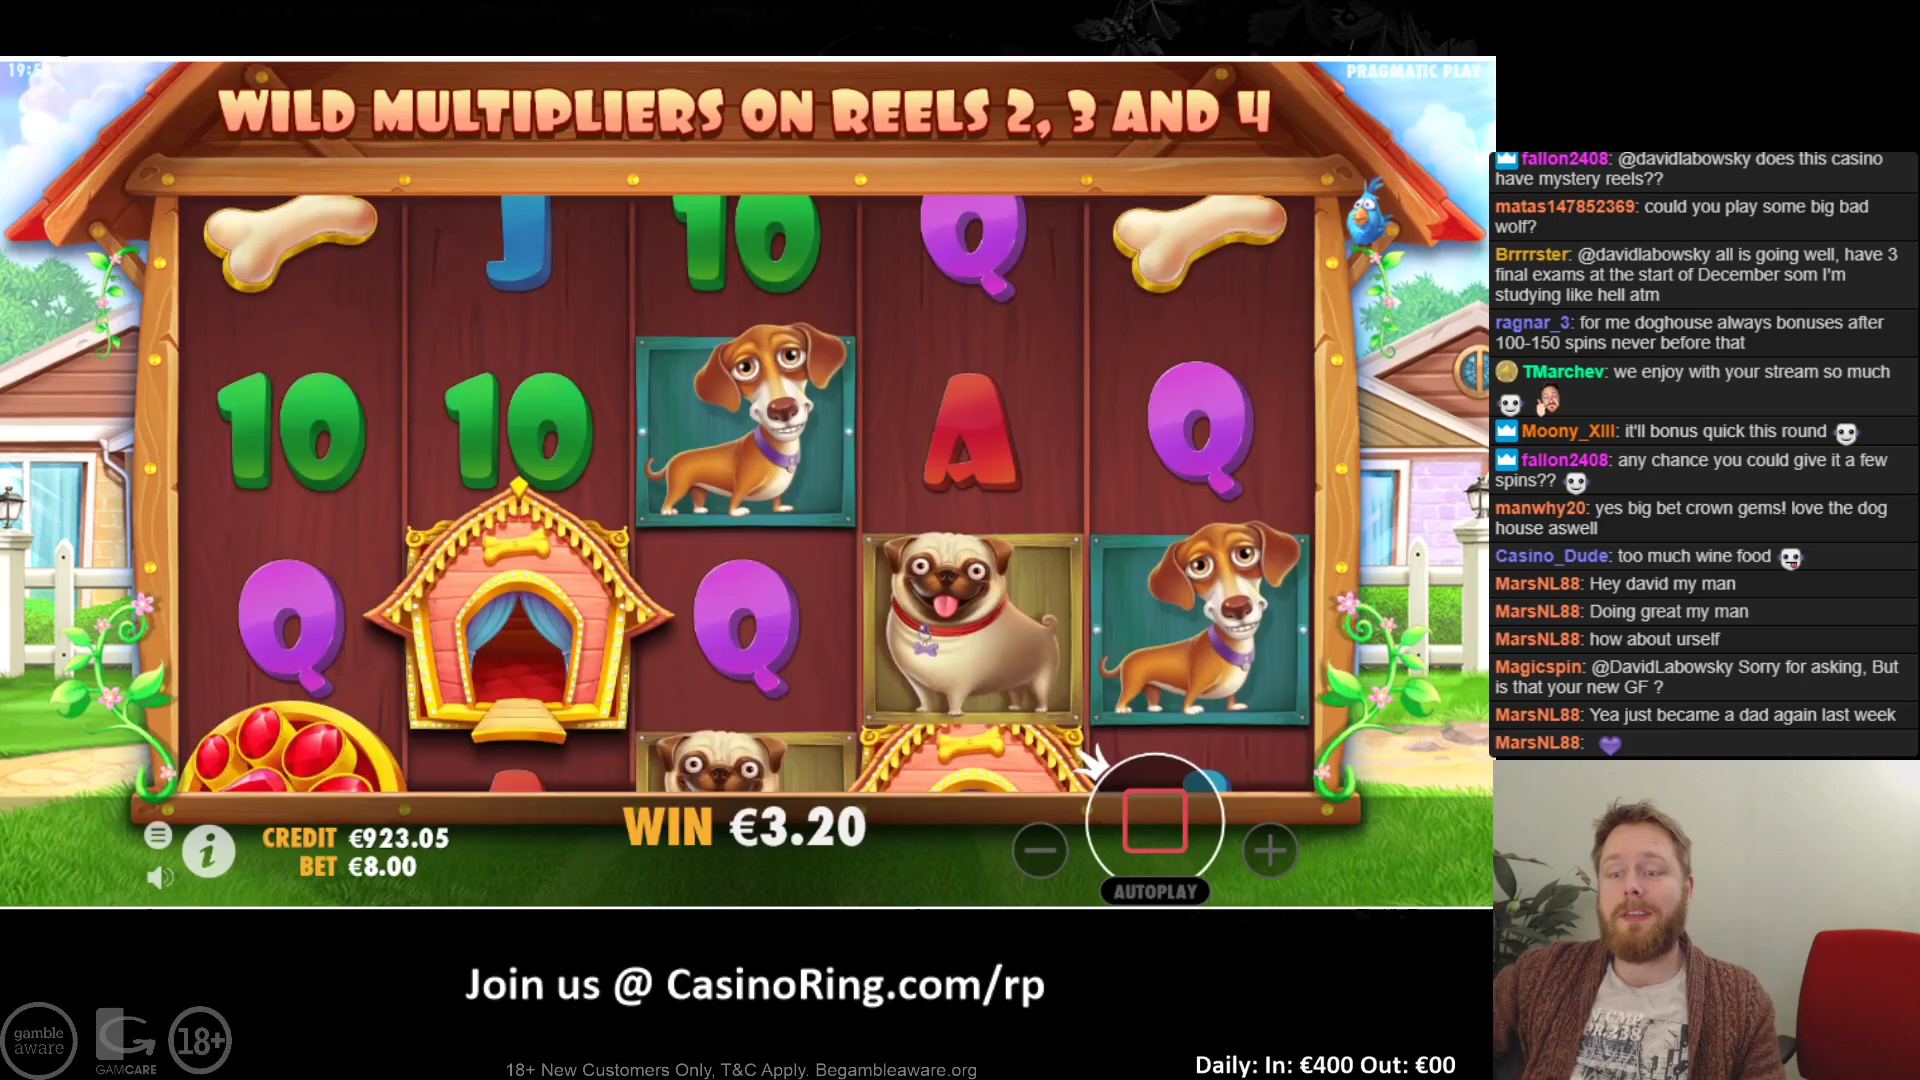 19:5
PRAGMATIC PLAY
WILD MULTIPLIERS ON REELS 2, 3 AND 4
J 10 Q
10 10 A Q
Q Q
CREDIT €923.05
BET €8.00
WIN €3.20
AUTOPLAY
fallon2408: @davidlabowsky does this casino
have mystery reels??
matas147852369: could you play some big bad
wolf?
Brrrrster: @davidlabowsky all is going well, have 3
final exams at the start of December som I'm
studying like hell atm
ragnar_3: for me doghouse always bonuses after
100-150 spins never before that
TMarchev: we enjoy with your stream so much
Moony_XIII: it'll bonus quick this round
fallon2408: any chance you could give it a few
spins??
manwhy20: yes big bet crown gems! love the dog
house aswell
Casino_Dude: too much wine food
MarsNL88: Hey david my man
MarsNL88: Doing great my man
MarsNL88: how about urself
Magicspin: @DavidLabowsky Sorry for asking, But
is that your new GF ?
MarsNL88: Yea just became a dad again last week
MarsNL88:
Join us @ CasinoRing.com/rp
gamble
aware
GAMCARE
18+
18+ New Customers Only, T&C Apply. Begambleaware.org
Daily: In: €400 Out: €00